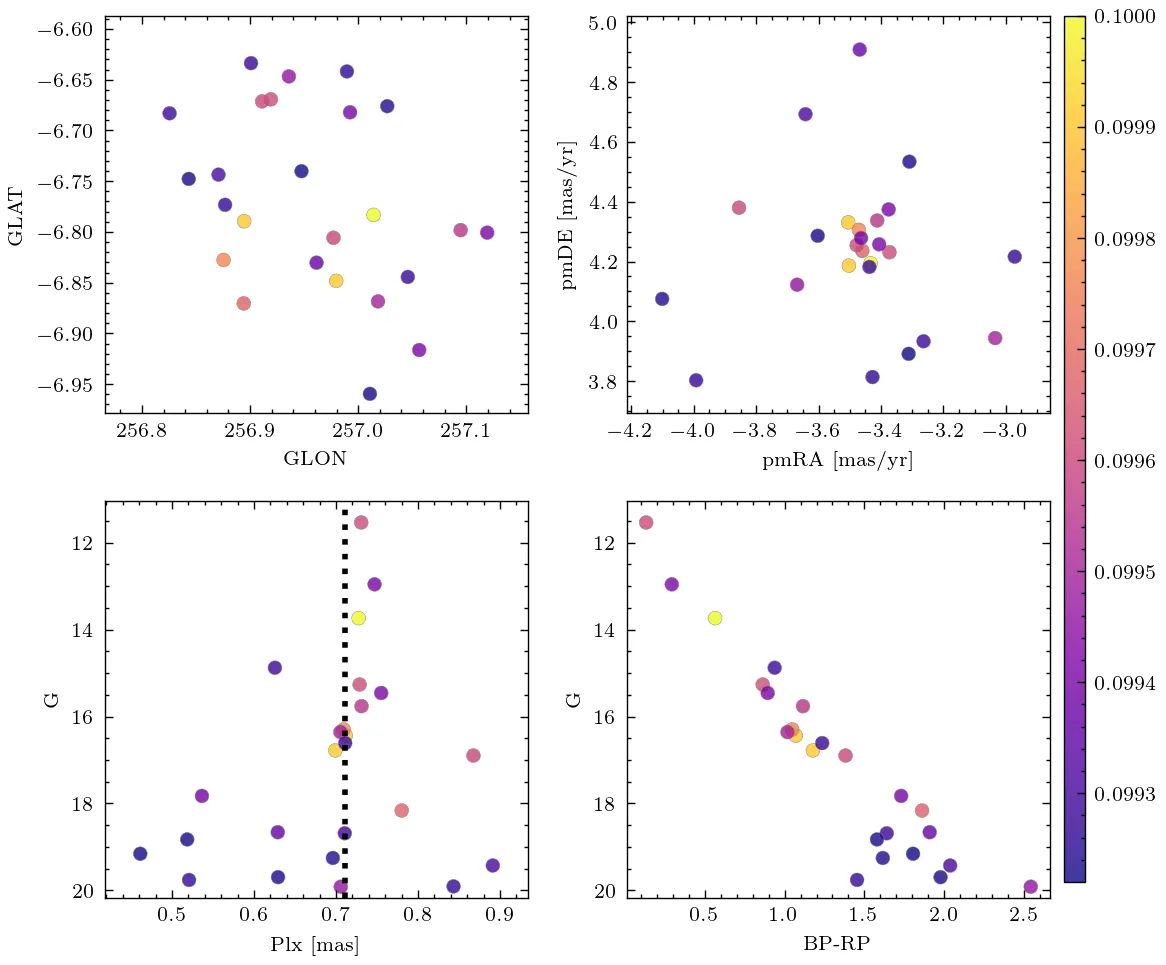 −6.60
−6.65
−6.70
−6.75
−6.80
−6.85
−6.90
−6.95
GLAT
256.8 256.9 257.0 257.1
GLON
5.0
4.8
4.6
4.4
4.2
4.0
3.8
pmDE [mas/yr]
−4.2 −4.0 −3.8 −3.6 −3.4 −3.2 −3.0
pmRA [mas/yr]
12
14
16
18
20
G
0.5 0.6 0.7 0.8 0.9
Plx [mas]
12
14
16
18
20
G
0.5 1.0 1.5 2.0 2.5
BP-RP
0.1000
0.0999
0.0998
0.0997
0.0996
0.0995
0.0994
0.0993